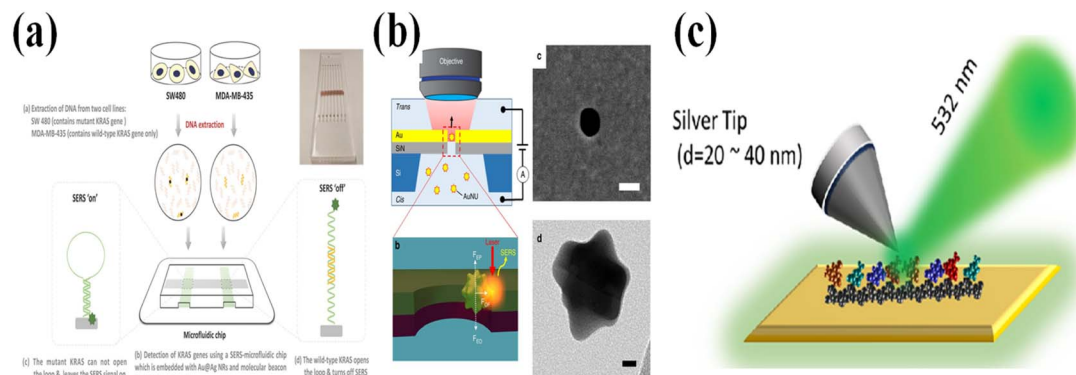 (a)
SW480
MDA-MB-435
(a) Extraction of DNA from two cell lines:
SW 480 (contains mutant KRAS gene )
MDA-MB-435 (contains wild-type KRAS gene only)
DNA extraction
SERS 'on'
SERS 'off'
Microfluidic chip
(c) The mutant KRAS can not open
the loop & leaves the SERS signal on
(b) Detection of KRAS genes using a SERS-microfluidic chip
which is embedded with Au@Ag NRs and molecular beacon
(d) The wild-type KRAS opens
the loop & turns off SERS
(b)
Objective
Trans
Au
SiN
Si
Cis
AuNU
A
b
Laser
SERS
F_EP
F_EO
c
d
(c)
Silver Tip
(d=20 ~ 40 nm)
532 nm